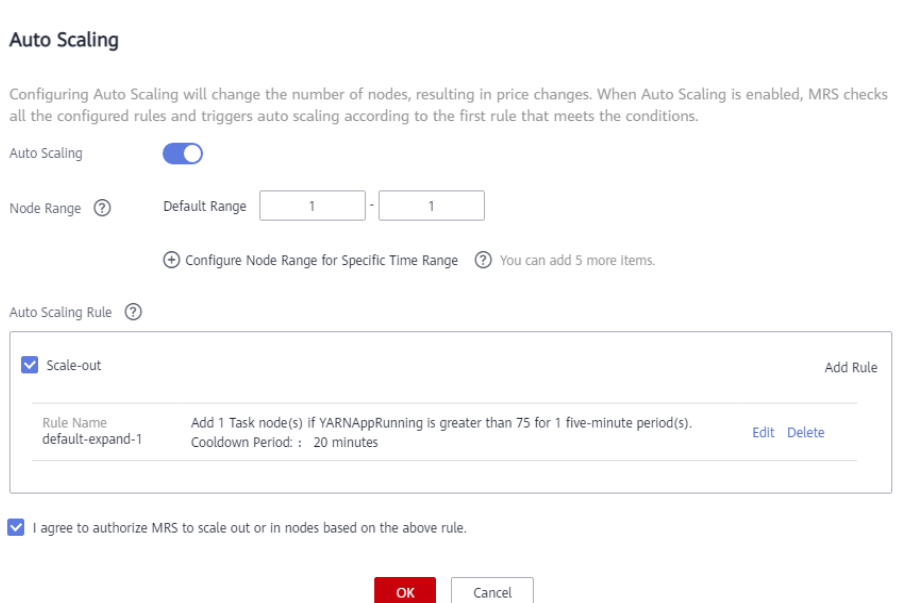 Auto Scaling
Configuring Auto Scaling will change the number of nodes, resulting in price changes. When Auto Scaling is enabled, MRS checks
all the configured rules and triggers auto scaling according to the first rule that meets the conditions.
Auto Scaling
Node Range ? Default Range 1 - 1
+ Configure Node Range for Specific Time Range ? You can add 5 more items.
Auto Scaling Rule ?
Scale-out Add Rule
Rule Name Add 1 Task node(s) if YARNAppRunning is greater than 75 for 1 five-minute period(s).
default-expand-1 Cooldown Period: : 20 minutes Edit Delete
I agree to authorize MRS to scale out or in nodes based on the above rule.
OK Cancel